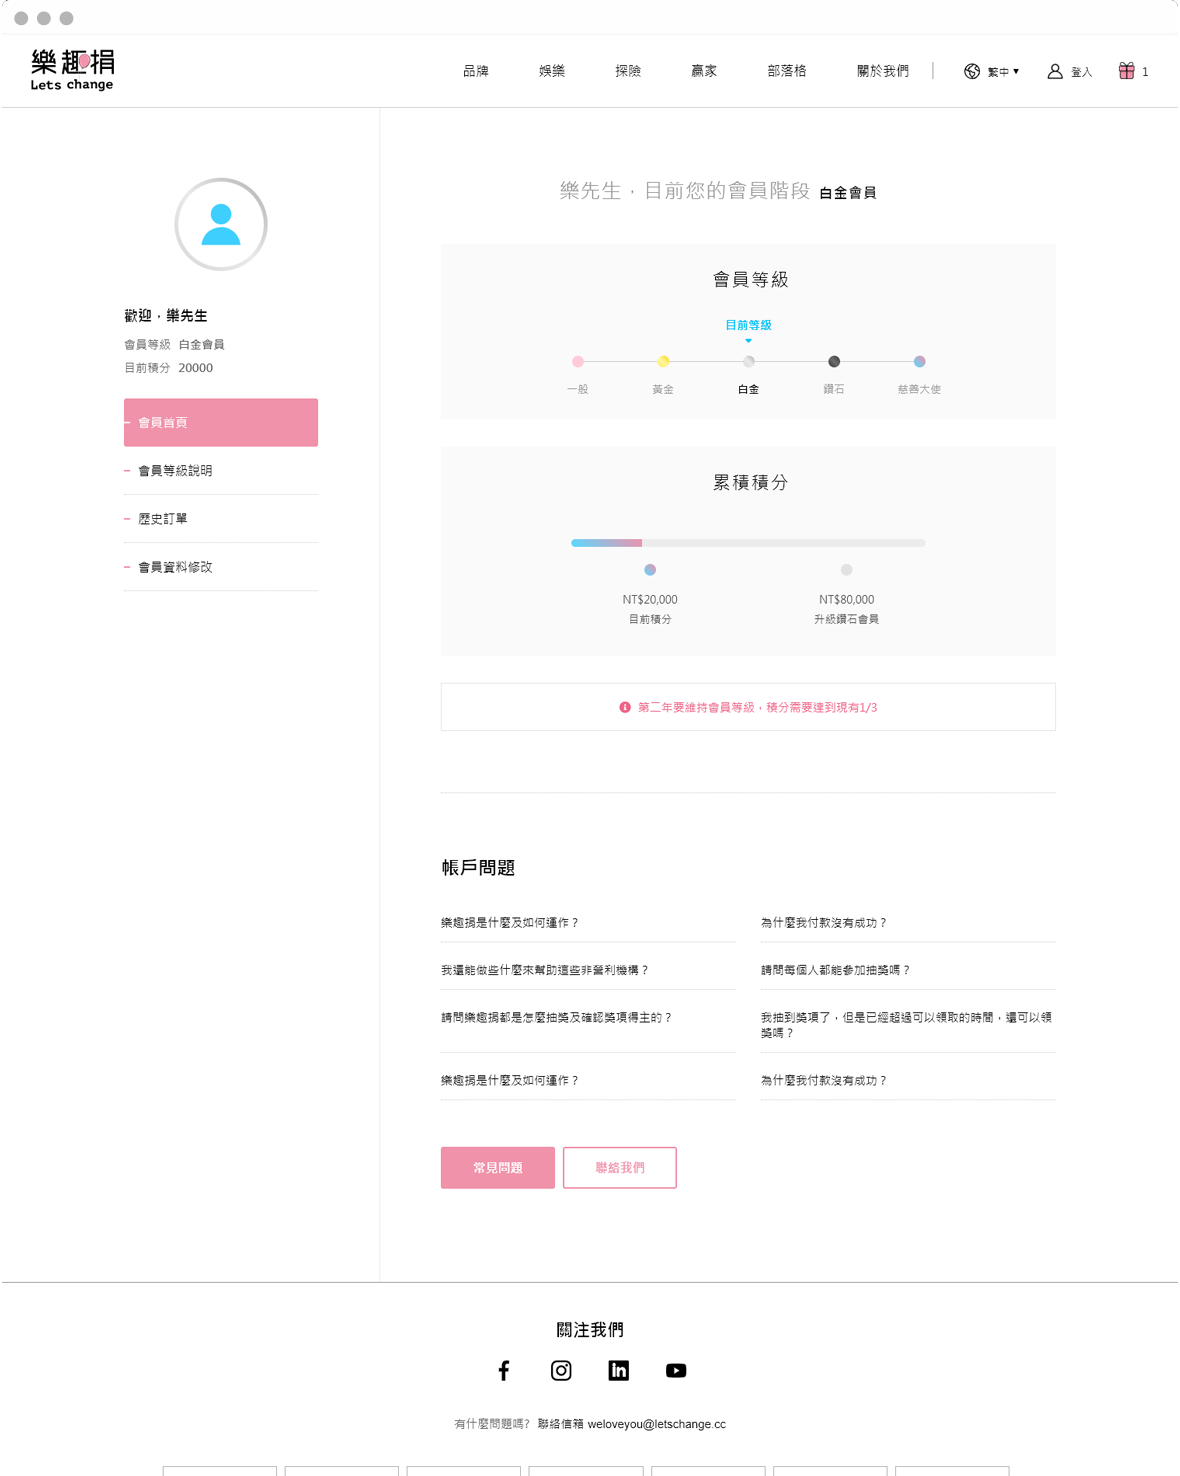 樂趣捐
Lets change
品牌 娛樂 探險 贏家 部落格 關於我們 繁中 ▼ 登入 1
歡迎，樂先生
會員等級 白金會員
目前積分 20000
會員首頁
會員等級說明
歷史訂單
會員資料修改
樂先生，目前您的會員階段 白金會員
會員等級
目前等級
一般 黃金 白金 鑽石 慈善大使
累積積分
NT$20,000 NT$80,000
目前積分 升級鑽石會員
第二年要維持會員等級，積分需要達到現有1/3
帳戶問題
樂趣捐是什麼及如何運作？ 為什麼我付款沒有成功？
我還能做些什麼來幫助這些非營利機構？ 請問每個人都能參加抽獎嗎？
請問樂趣捐都是怎麼抽獎及確認獎項得主的？ 我抽到獎項了，但是已經超過可以領取的時間，還可以領
獎嗎？
樂趣捐是什麼及如何運作？ 為什麼我付款沒有成功？
常見問題 聯絡我們
關注我們
有什麼問題嗎? 聯絡信箱 weloveyou@letschange.cc